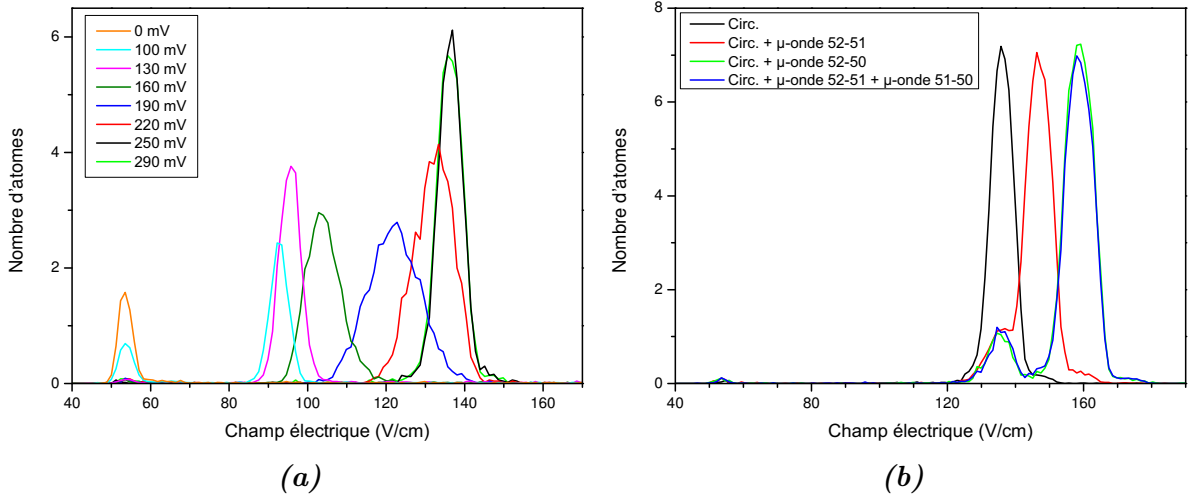 0 mV
100 mV
130 mV
160 mV
190 mV
220 mV
250 mV
290 mV
Nombre d'atomes
0
2
4
6
40
60
80
100
120
140
160
Champ électrique (V/cm)
(a)
Circ.
Circ. + µ-onde 52-51
Circ. + µ-onde 52-50
Circ. + µ-onde 52-51 + µ-onde 51-50
Nombre d'atomes
0
2
4
6
8
40
120
140
160
Champ électrique (V/cm)
(b)